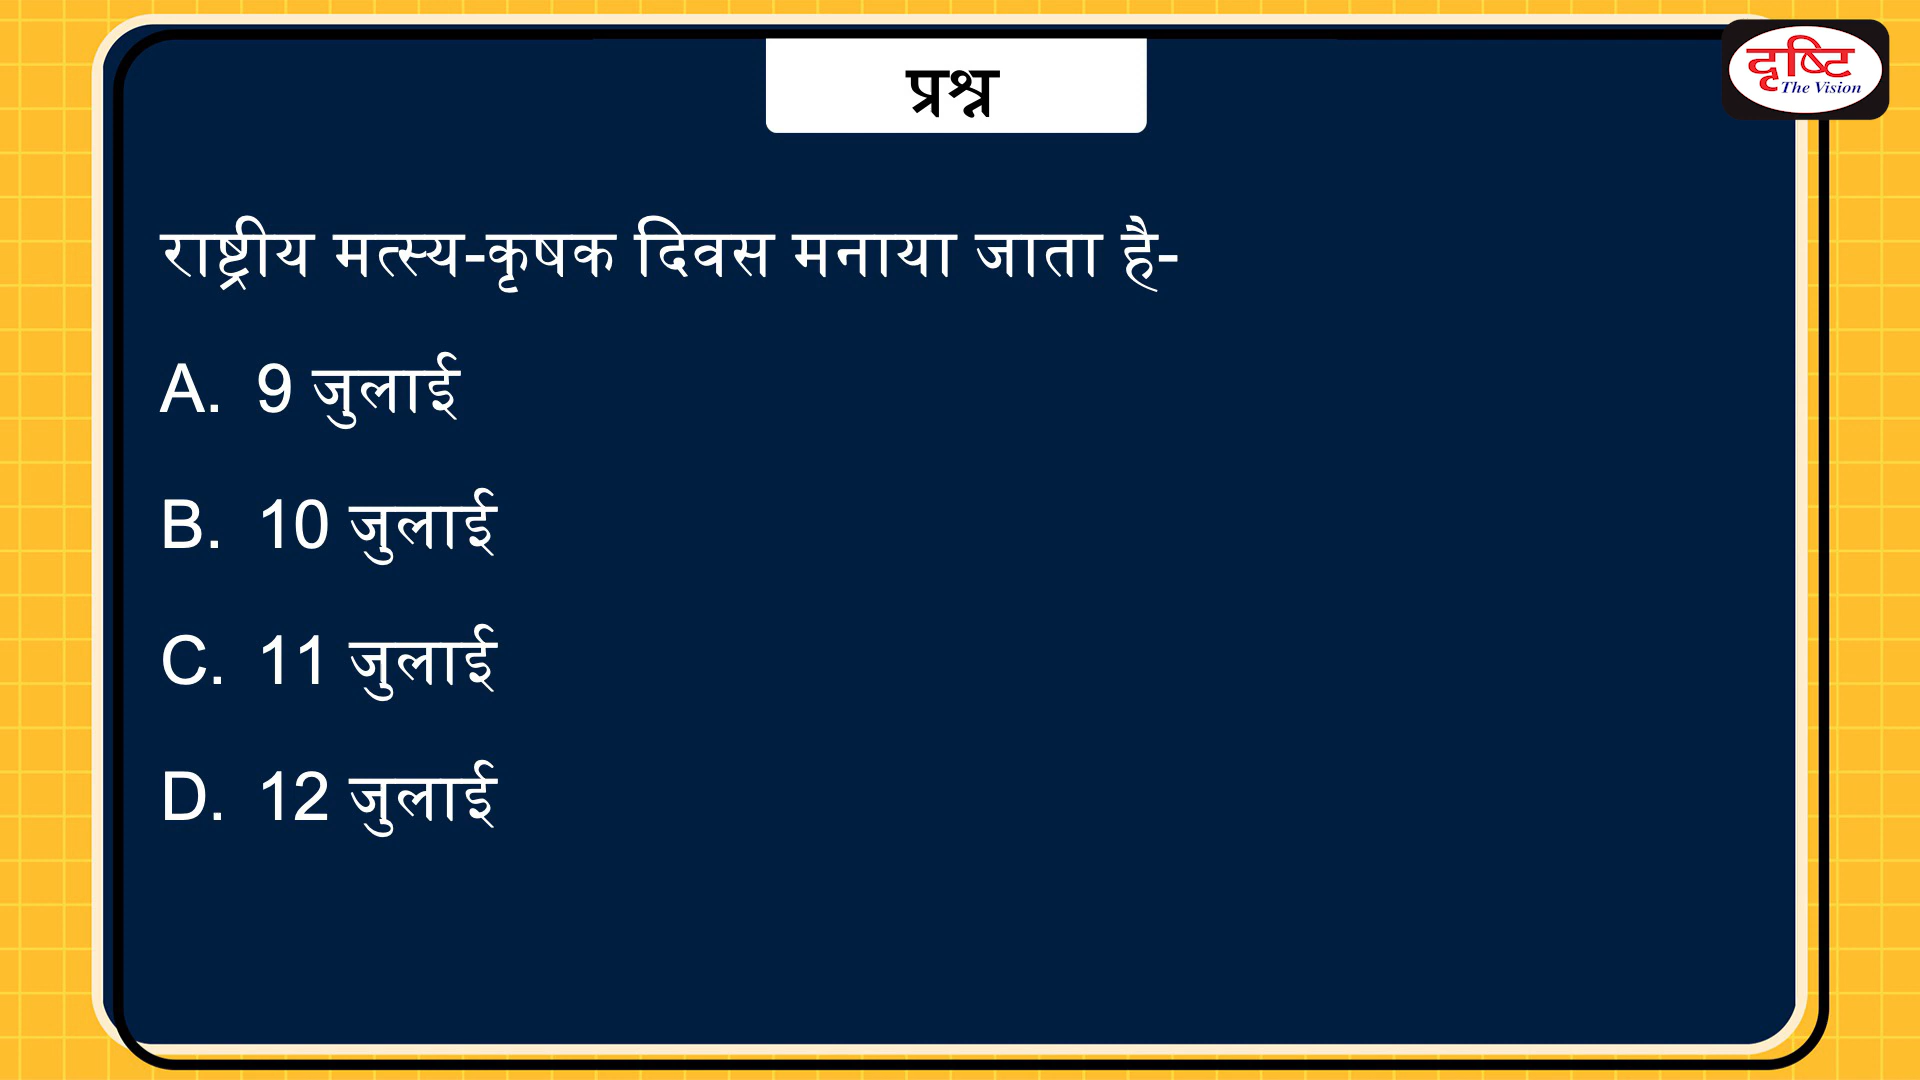 प्रश्न
दृष्टि
The Vision
राष्ट्रीय मत्स्य-कृषक दिवस मनाया जाता है-
A. 9 जुलाई
B. 10 जुलाई
C. 11 जुलाई
D. 12 जुलाई